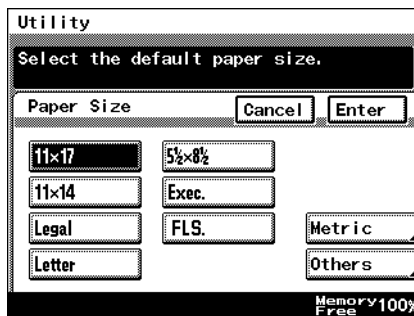 Utility
Select the default paper size.
Paper Size Cancel Enter
11×17 5½×8½
11×14 Exec.
Legal FLS. Metric
Letter Others
Memory Free 100%